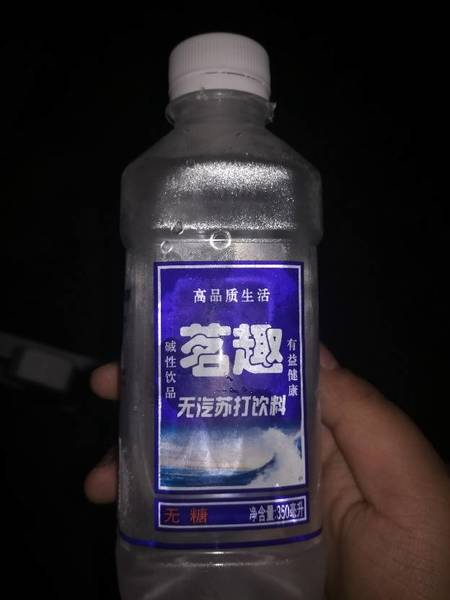 高品质生活
茗趣
碱性饮品
有益健康
无汽苏打饮料
无糖
净含量:350毫升